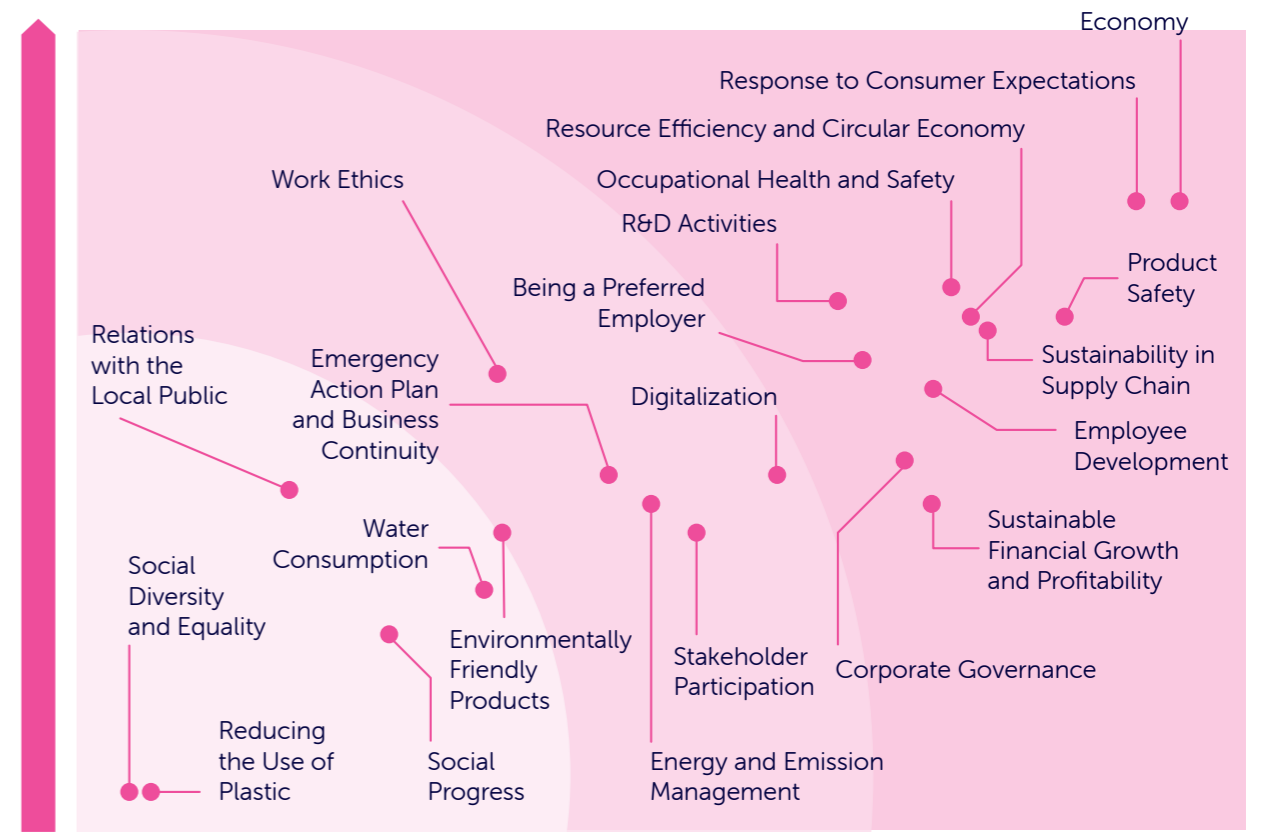 Economy
Response to Consumer Expectations
Resource Efficiency and Circular Economy
Work Ethics
Occupational Health and Safety
R&D Activities
Product
Safety
Being a Preferred
Employer
Relations
with the
Local Public
Emergency
Action Plan
and Business
Continuity
Sustainability in
Supply Chain
Digitalization
Employee
Development
Water
Consumption
Sustainable
Financial Growth
and Profitability
Social
Diversity
and Equality
Environmentally
Friendly
Products
Stakeholder
Participation
Corporate Governance
Reducing
the Use of
Plastic
Social
Progress
Energy and Emission
Management